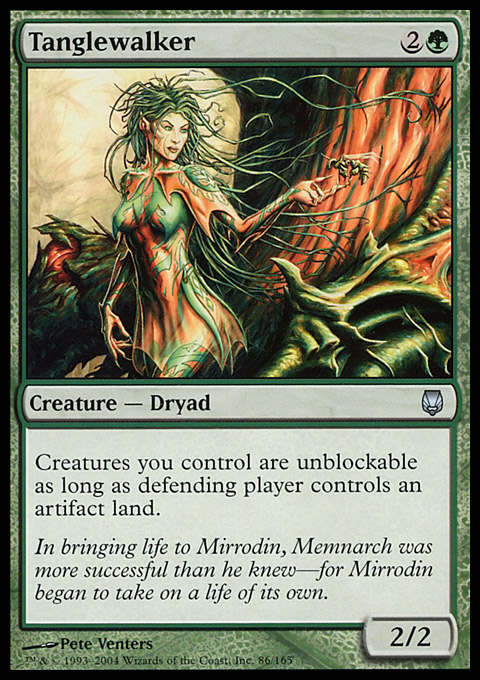 Tanglewalker 2
Creature — Dryad
Creatures you control are unblockable
as long as defending player controls an
artifact land.
In bringing life to Mirrodin, Memnarch was
more successful than he knew—for Mirrodin
began to take on a life of its own.
2/2
Pete Venters
™ & © 1993–2004 Wizards of the Coast, Inc. 86/165